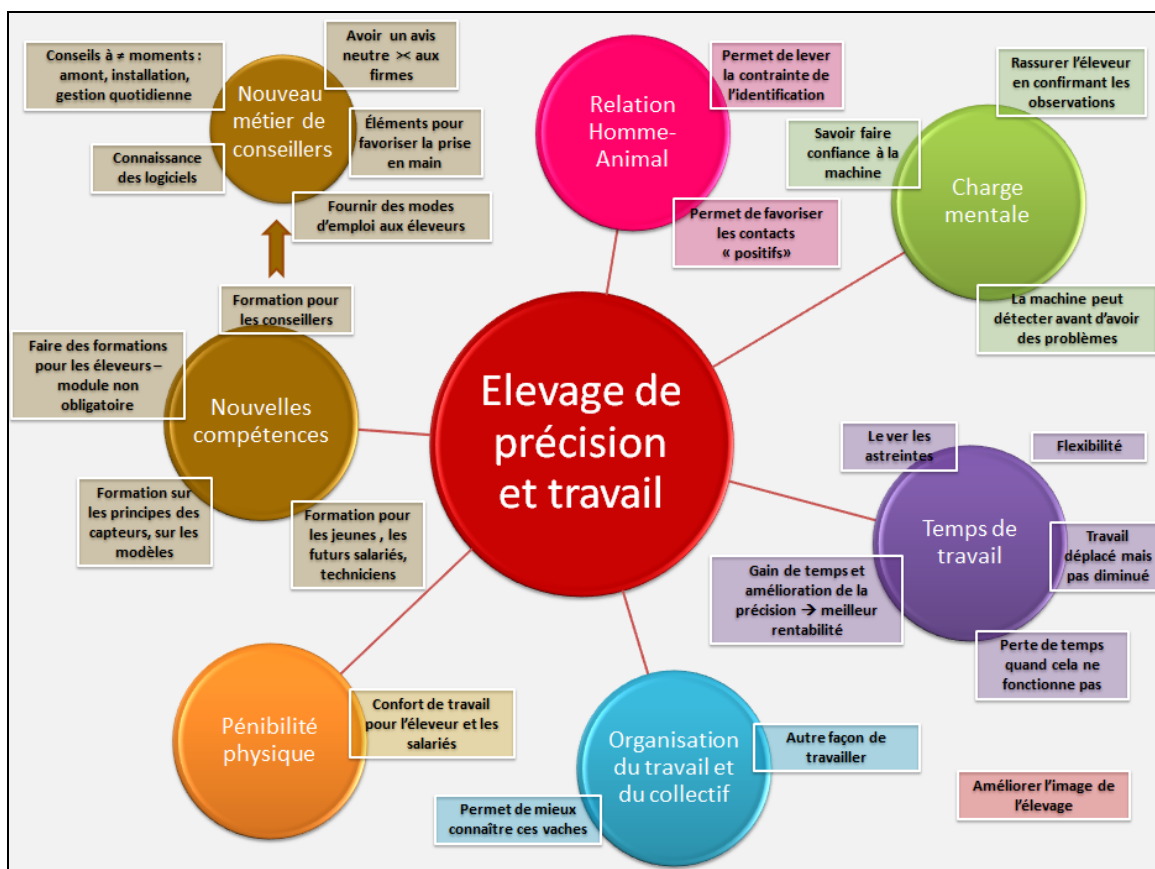 Conseils à ≠ moments :
amont, installation,
gestion quotidienne
Avoir un avis
neutre >< aux
firmes
Nouveau
métier de
conseillers
Éléments pour
favoriser la prise
en main
Connaissance
des logiciels
Fournir des modes
d'emploi aux éleveurs
Relation
Homme-
Animal
Permet de lever
la contrainte de
l'identification
Permet de favoriser
les contacts
« positifs»
Rassurer l'éleveur
en confirmant les
observations
Savoir faire
confiance à la
machine
Charge
mentale
La machine peut
détecter avant d'avoir
des problèmes
Formation pour
les conseillers
Faire des formations
pour les éleveurs –
module non
obligatoire
Nouvelles
compétences
Formation sur
les principes des
capteurs, sur les
modèles
Formation pour
les jeunes , les
futurs salariés,
techniciens
Elevage de
précision
et travail
Le ver les
astreintes
Flexibilité
Temps de
travail
Travail
déplacé mais
pas diminué
Gain de temps et
amélioration de la
précision → meilleur
rentabilité
Perte de temps
quand cela ne
fonctionne pas
Pénibilité
physique
Confort de travail
pour l'éleveur et les
salariés
Organisation
du travail et
du collectif
Autre façon de
travailler
Permet de mieux
connaître ces vaches
Améliorer l'image de
l'élevage